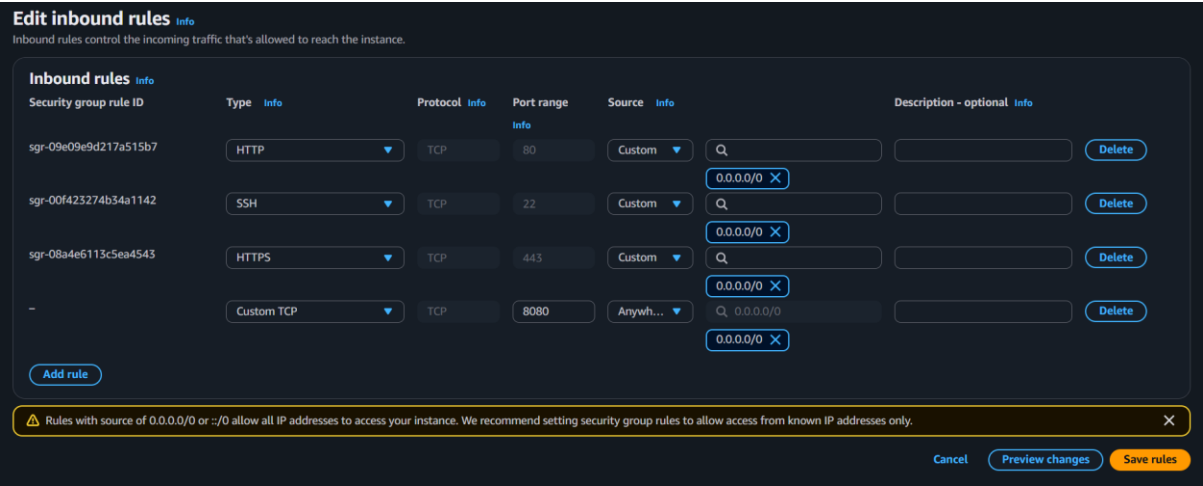 Edit inbound rules Info
Inbound rules control the incoming traffic that's allowed to reach the instance.
Inbound rules Info
Security group rule ID Type Info Protocol Info Port range Info Source Info Description - optional Info
sgr-09e09e9d217a515b7 HTTP TCP 80 Custom Delete
0.0.0.0/0
sgr-00f423274b34a1142 SSH TCP 22 Custom Delete
0.0.0.0/0
sgr-08a4e6113c5ea4543 HTTPS TCP 443 Custom Delete
0.0.0.0/0
– Custom TCP TCP 8080 Anywh... 0.0.0.0/0 Delete
0.0.0.0/0
Add rule
Rules with source of 0.0.0.0/0 or ::/0 allow all IP addresses to access your instance. We recommend setting security group rules to allow access from known IP addresses only.
Cancel Preview changes Save rules